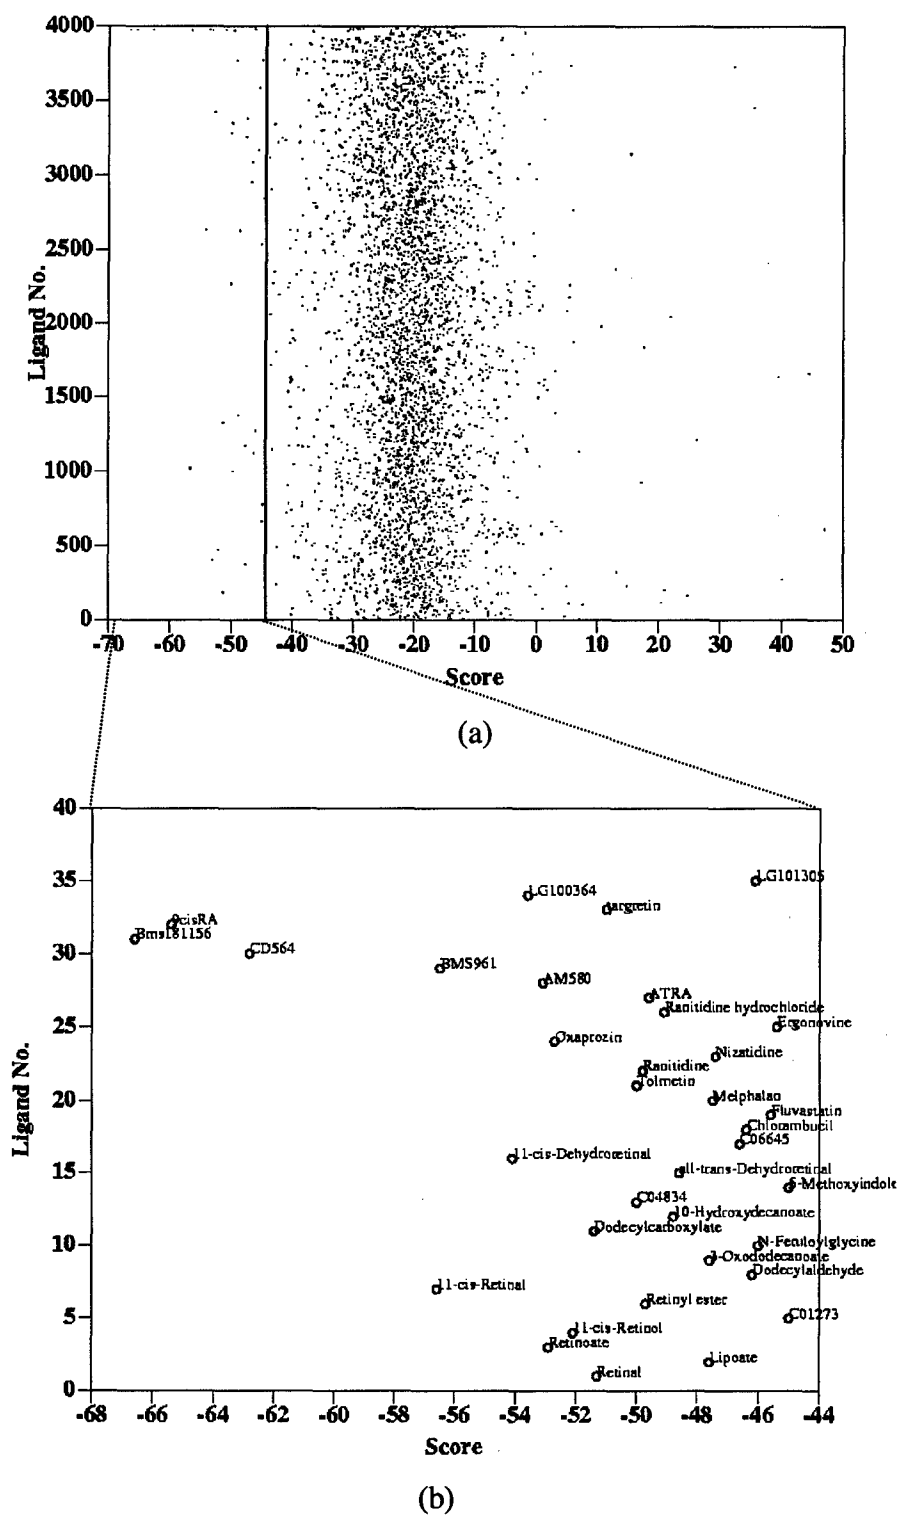 4000
3500
3000
2500
2000
1500
1000
500
0
Ligand No.
-70 -60 -50 -40 -30 -20 -10 0 10 20 30 40 50
Score
(a)
40
35
30
25
20
15
10
5
0
Ligand No.
LG101305
LG100364
targretin
9cisRA
Bms181156
CD564
BMS961
AM580
ATRA
Ranitidine hydrochloride
Ergonovine
Oxaprozin
Nizatidine
Ranitidine
Tolmetin
Melphalan
Fluvastatin
Chlorambucil
C06645
11-cis-Dehydroretinal
all-trans-Dehydroretinal
5-Methoxyindole
C04834
10-Hydroxydecanoate
Dodecylcarboxylate
N-Feruloylglycine
3-Oxododecanoate
Dodecylaldehyde
11-cis-Retinal
Retinyl ester
C01273
11-cis-Retinol
Retinoate
Lipoate
Retinal
-68 -66 -64 -62 -60 -58 -56 -54 -52 -50 -48 -46 -44
Score
(b)